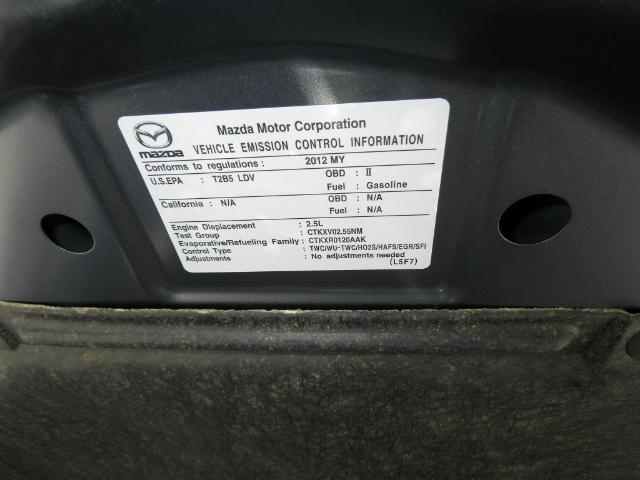 Mazda Motor Corporation
mazda VEHICLE EMISSION CONTROL INFORMATION
Conforms to regulations : 2012 MY
U.S.EPA : T2B5 LDV OBD : II
Fuel : Gasoline
California : N/A OBD : N/A
Fuel : N/A
Engine Displacement : 2.5L
Test Group : CTKXV02.55NM
Evaporative/Refueling Family : CTKXR0120AAK
Control Type : TWC/WU-TWC/HO2S/HAFS/EGR/SFI
Adjustments : No adjustments needed
(L5F7)